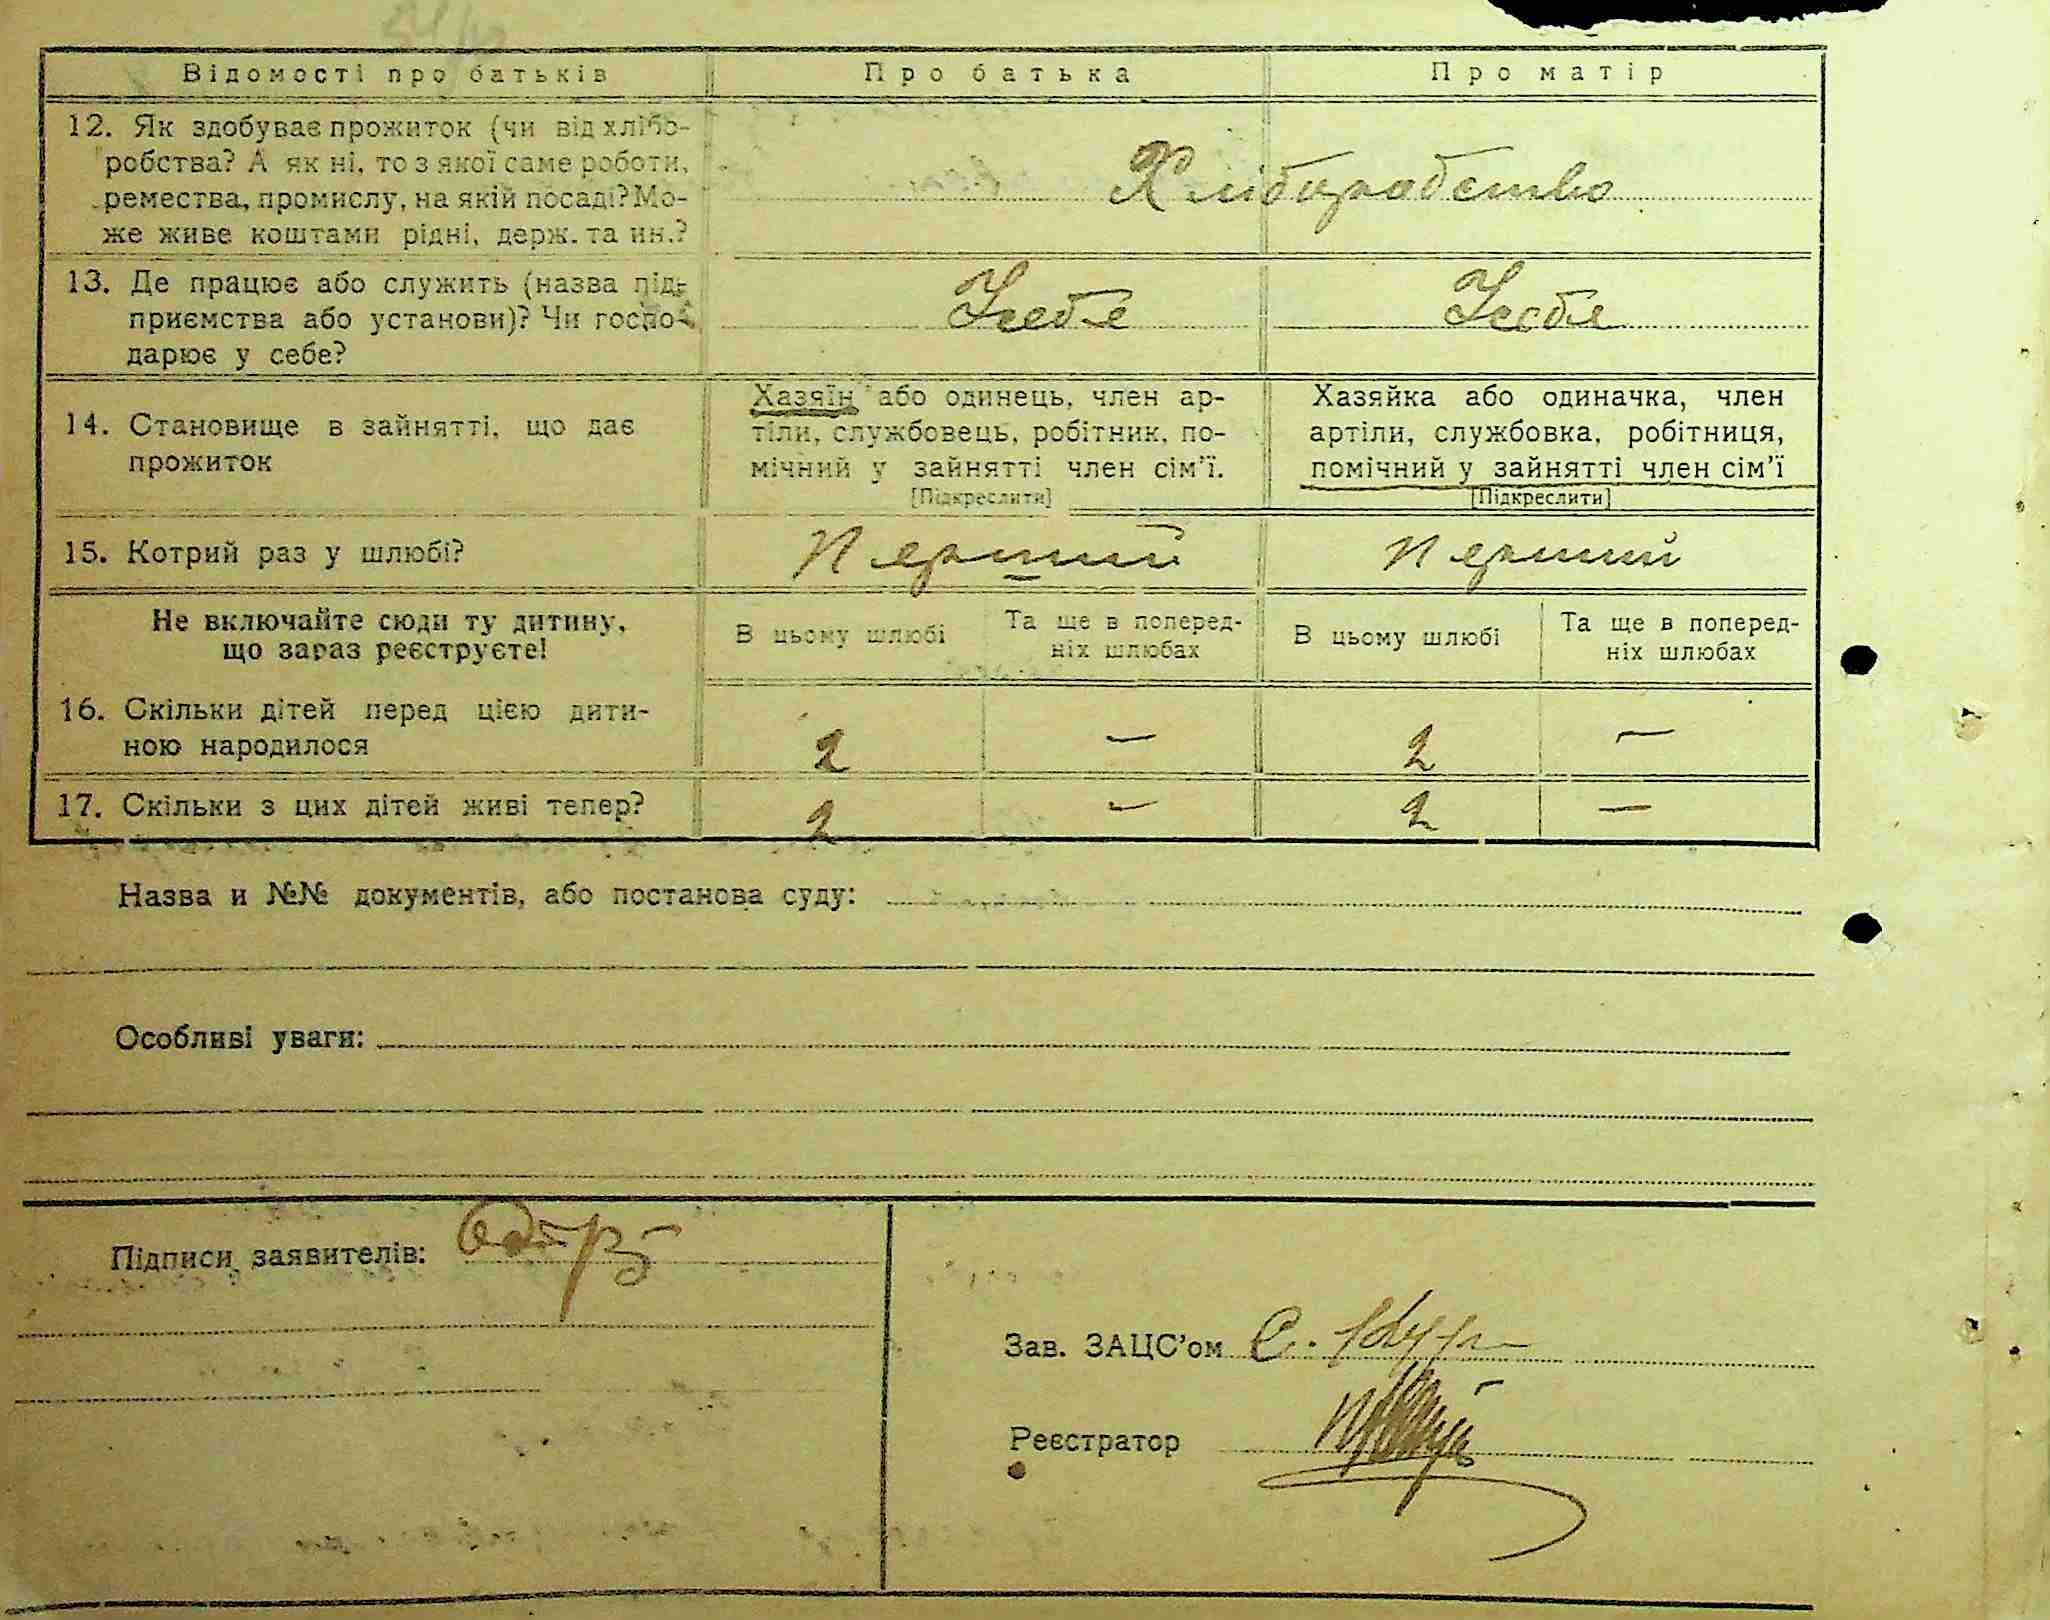 Відомості про батьків Про батька Про матір
12. Як здобуває прожиток (чи від хлібо-
робства? А як ні, то з якої саме роботи,
ремества, промислу, на якій посаді? Мо-
же живе коштами рідні, держ. та ин.?
Хліборобство
13. Де працює або служить (назва під-
приємства або установи)? Чи госпо-
дарює у себе?
У себе У себе
14. Становище в зайнятті, що дає
прожиток
Хазяїн або одинець, член ар-
тіли, службовець, робітник, по-
мічний у зайнятті член сім'ї.
[Підкреслити]
Хазяйка або одиначка, член
артіли, службовка, робітниця,
помічний у зайнятті член сім'ї
[Підкреслити]
15. Котрий раз у шлюбі? Перший Перший
Не включайте сюди ту дитину,
що зараз реєструєте!
В цьому шлюбі
Та ще в поперед-
ніх шлюбах
В цьому шлюбі
Та ще в поперед-
ніх шлюбах
16. Скільки дітей перед цією дити-
ною народилося
2 — 2 —
17. Скільки з цих дітей живі тепер? 2 — 2 —
Назва и №№ документів, або постанова суду:
Особливі уваги:
Підписи заявителів:
Зав. ЗАЦС'ом С.
Реєстратор